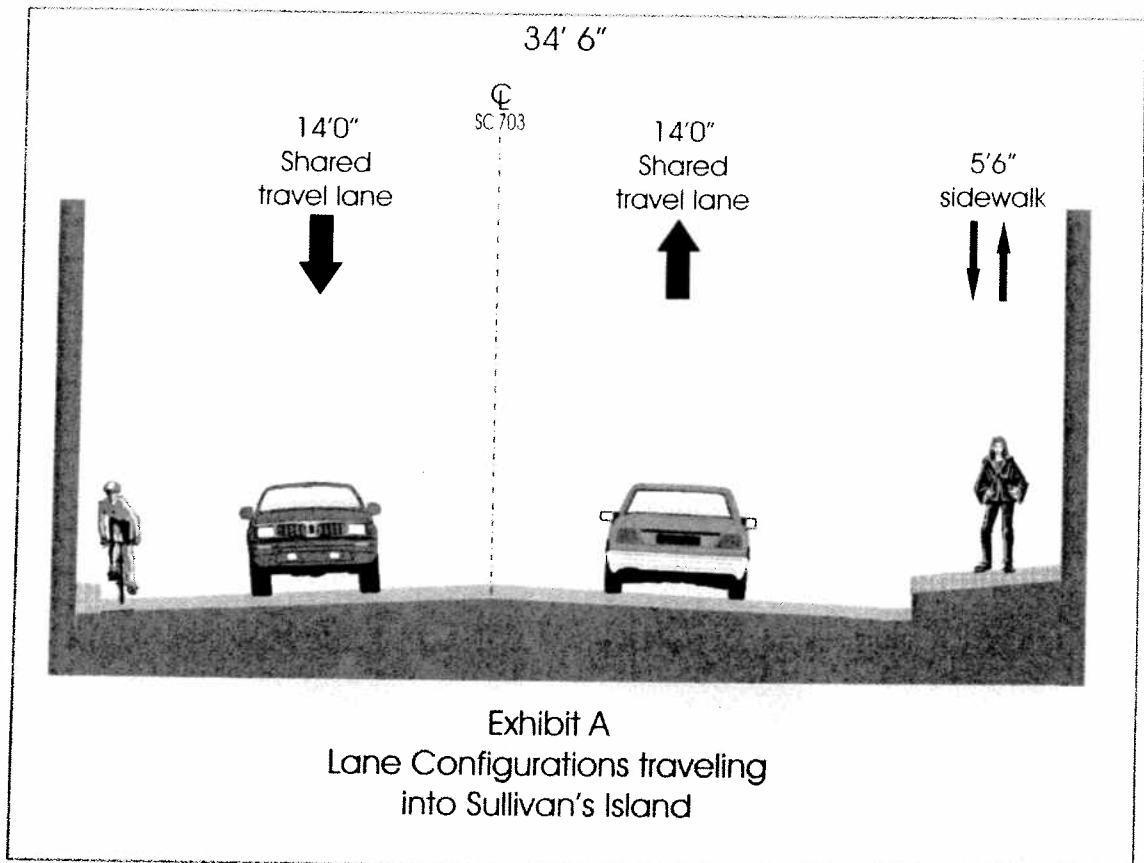 34' 6"
℄
SC 703
14'0"
Shared
travel lane
14'0"
Shared
travel lane
5'6"
sidewalk
Exhibit A
Lane Configurations traveling
into Sullivan's Island